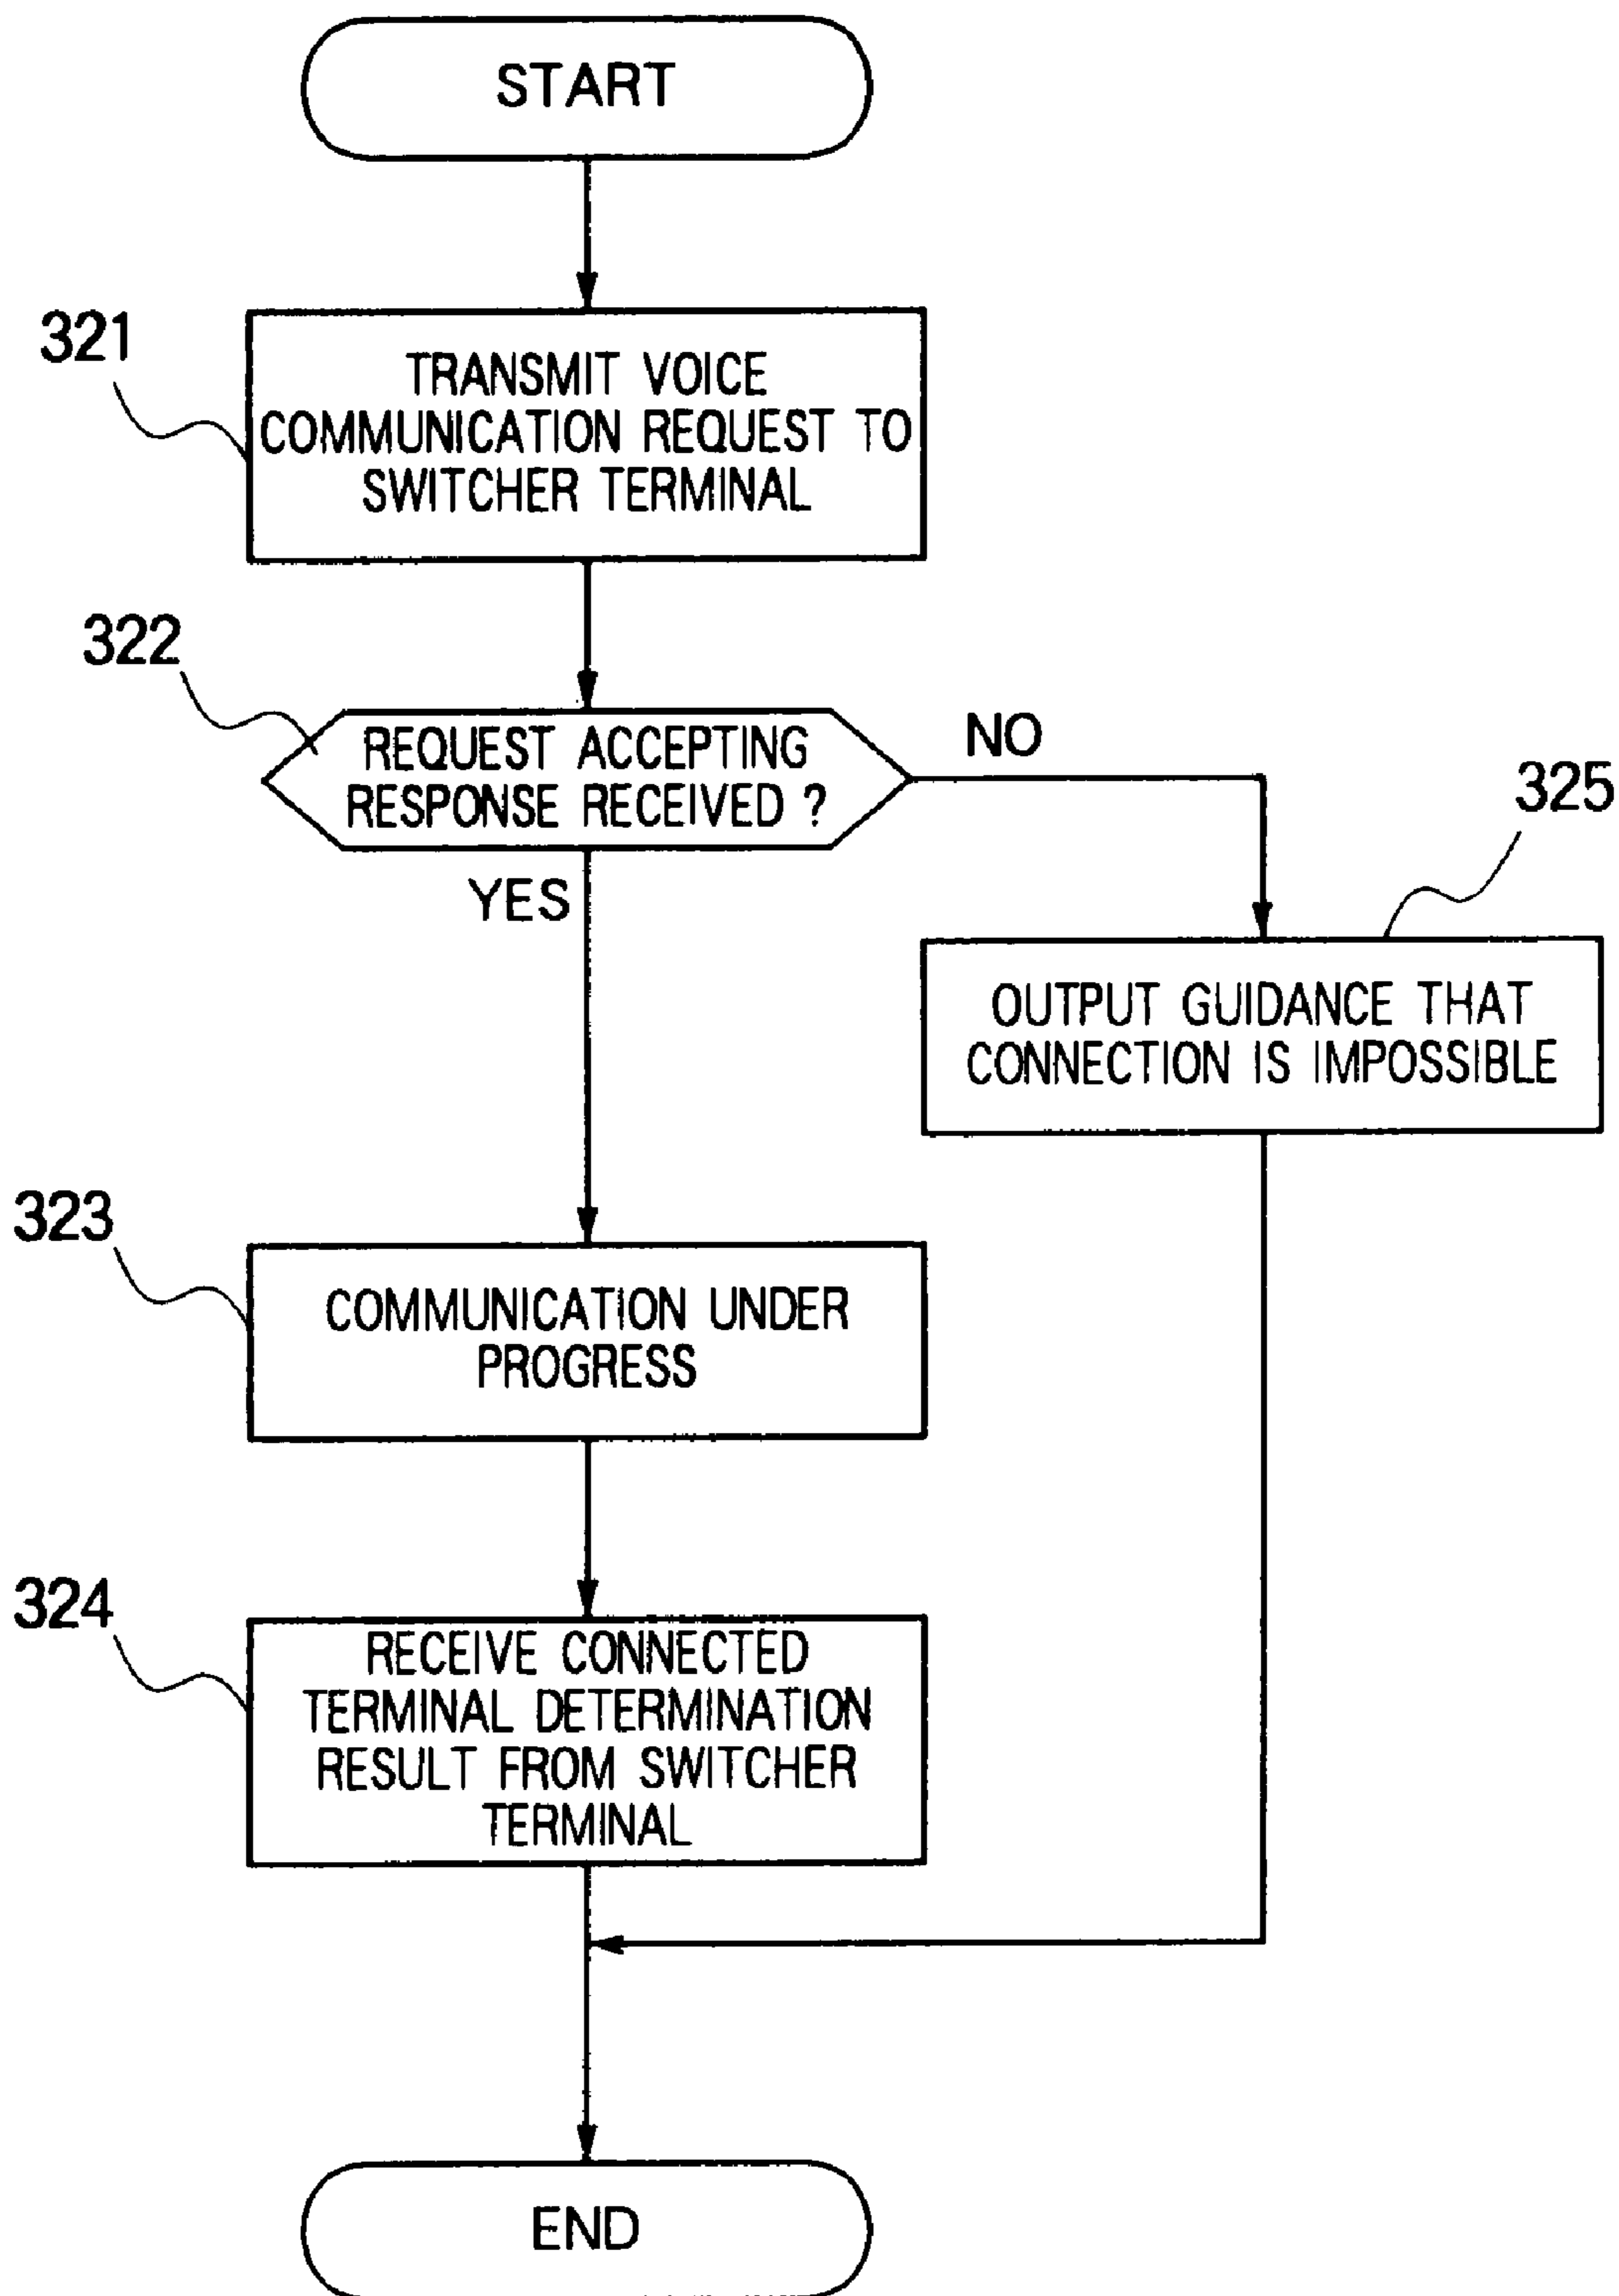 START
321
TRANSMIT VOICE
COMMUNICATION REQUEST TO
SWITCHER TERMINAL
322
REQUEST ACCEPTING
RESPONSE RECEIVED ?
NO
YES
325
OUTPUT GUIDANCE THAT
CONNECTION IS IMPOSSIBLE
323
COMMUNICATION UNDER
PROGRESS
324
RECEIVE CONNECTED
TERMINAL DETERMINATION
RESULT FROM SWITCHER
TERMINAL
END